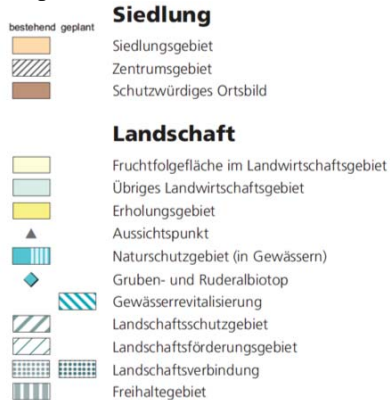 Siedlung
bestehend geplant
Siedlungsgebiet
Zentrumsgebiet
Schutzwürdiges Ortsbild
Landschaft
Fruchtfolgefläche im Landwirtschaftsgebiet
Übriges Landwirtschaftsgebiet
Erholungsgebiet
Aussichtspunkt
Naturschutzgebiet (in Gewässern)
Gruben- und Ruderalbiotop
Gewässerrevitalisierung
Landschaftsschutzgebiet
Landschaftsförderungsgebiet
Landschaftsverbindung
Freihaltegebiet